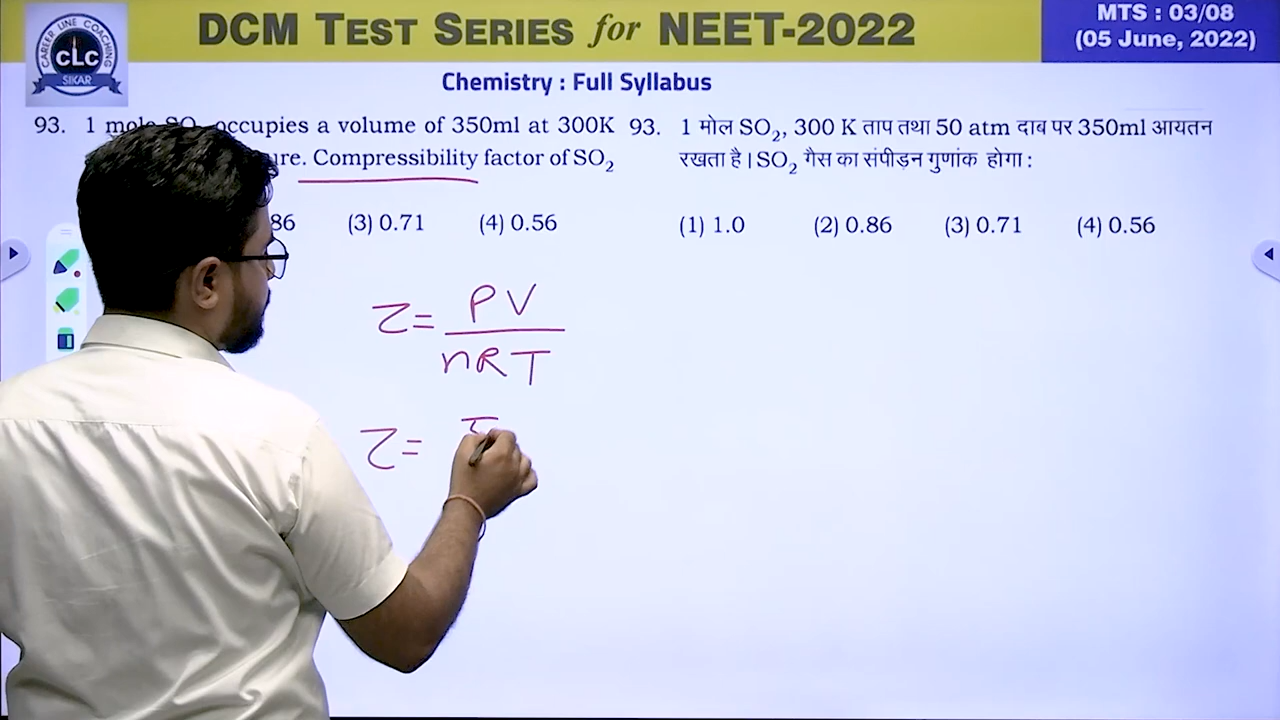 CAREER LINE COACHING
CLC
SIKAR
DCM TEST SERIES for NEET-2022
MTS : 03/08
(05 June, 2022)
Chemistry : Full Syllabus
93. 1 mole SO₂ occupies a volume of 350ml at 300K
ure. Compressibility factor of SO₂
86 (3) 0.71 (4) 0.56
93. 1 मोल SO₂, 300 K ताप तथा 50 atm दाब पर 350ml आयतन
रखता है। SO₂ गैस का संपीड़न गुणांक होगा :
(1) 1.0 (2) 0.86 (3) 0.71 (4) 0.56
Z= PV
nRT
Z= 5